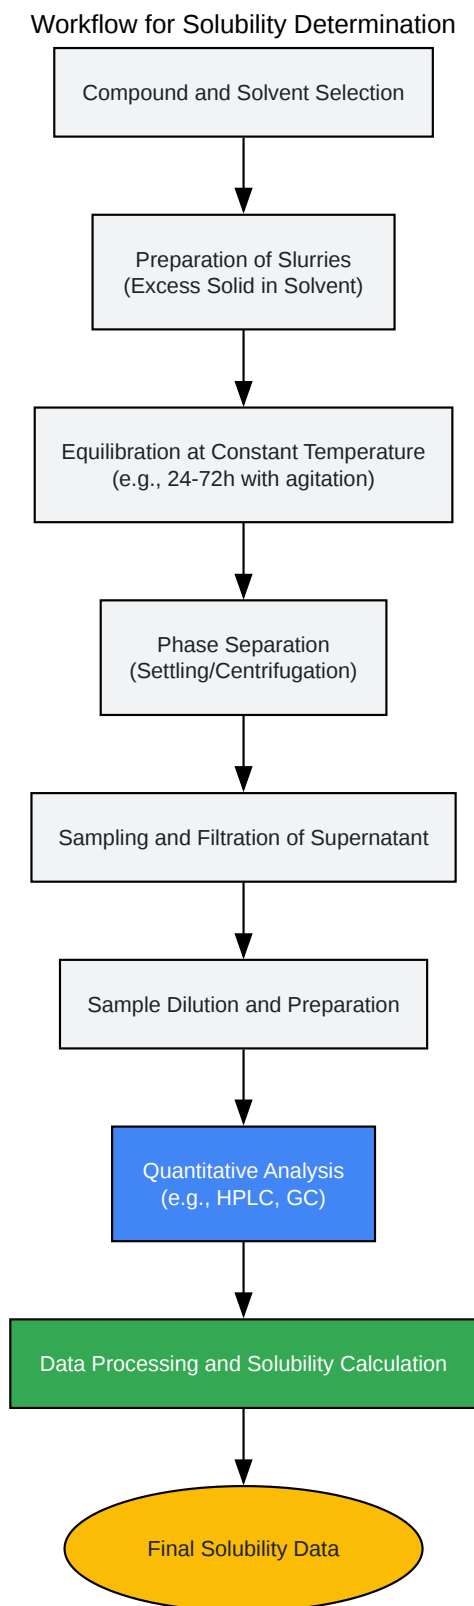 Workflow for Solubility Determination
Compound and Solvent Selection
Preparation of Slurries
(Excess Solid in Solvent)
Equilibration at Constant Temperature
(e.g., 24-72h with agitation)
Phase Separation
(Settling/Centrifugation)
Sampling and Filtration of Supernatant
Sample Dilution and Preparation
Quantitative Analysis
(e.g., HPLC, GC)
Data Processing and Solubility Calculation
Final Solubility Data